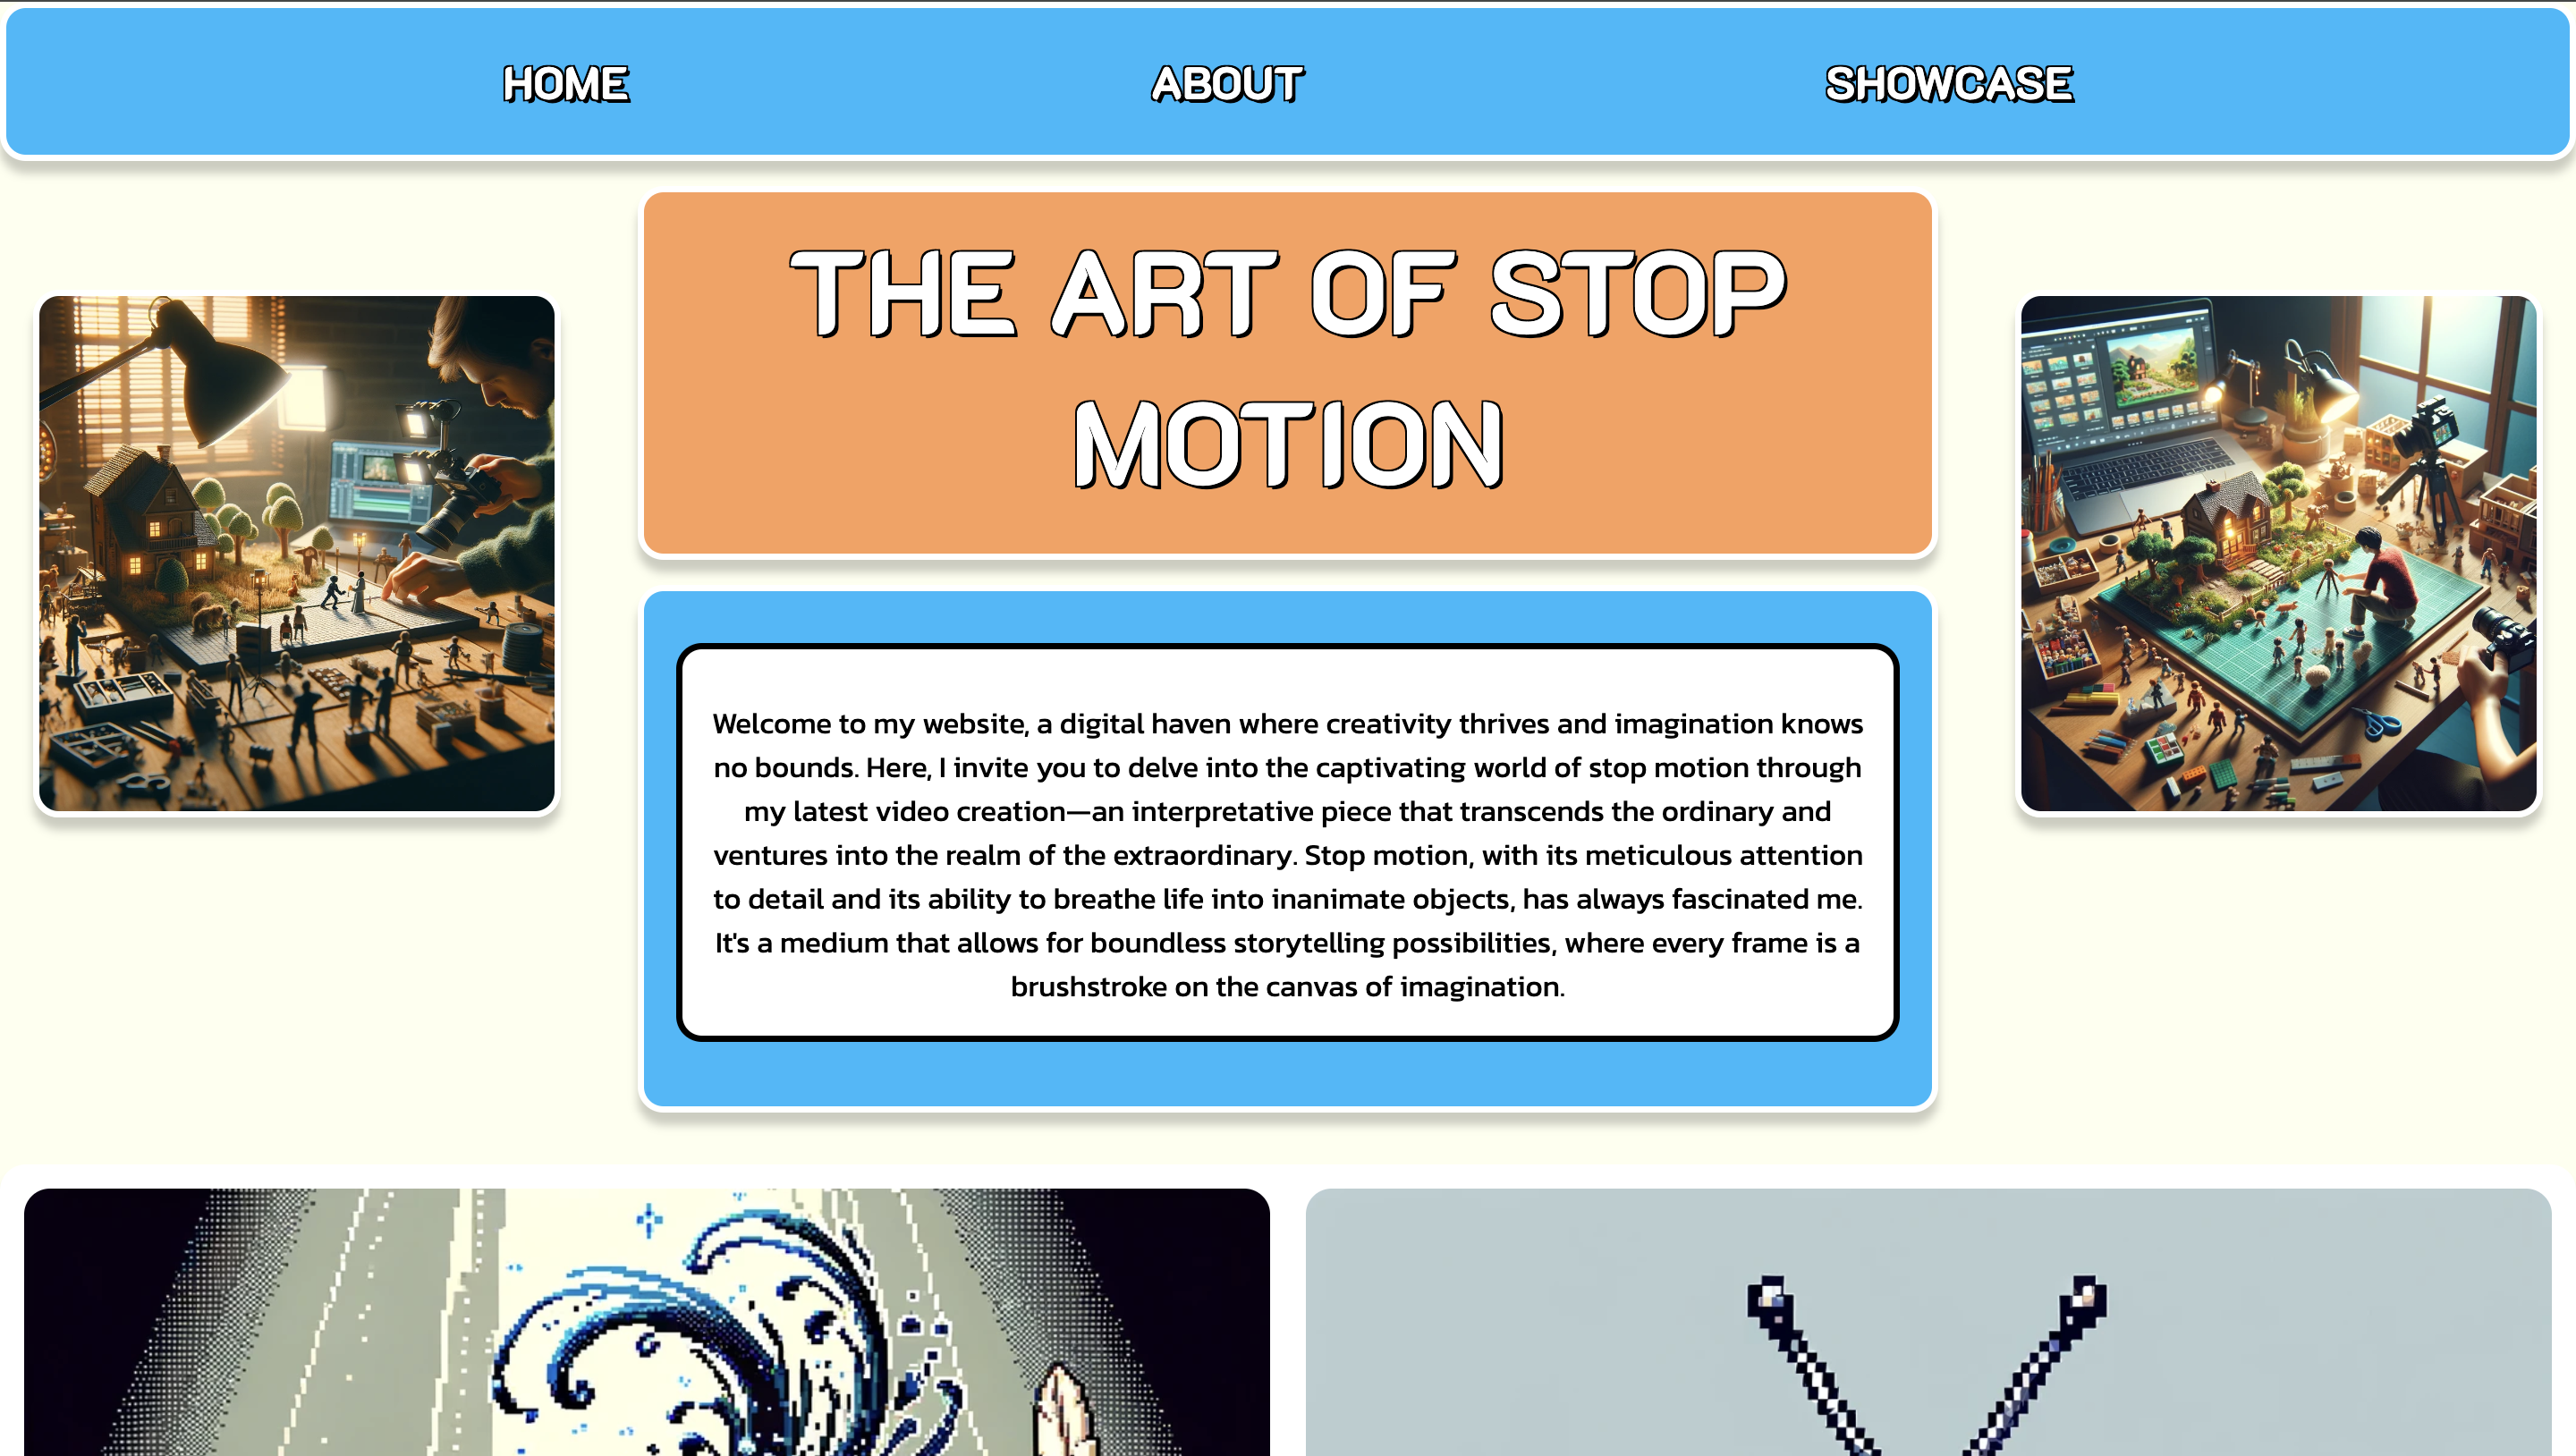 HOME ABOUT SHOWCASE
THE ART OF STOP
MOTION
Welcome to my website, a digital haven where creativity thrives and imagination knows
no bounds. Here, I invite you to delve into the captivating world of stop motion through
my latest video creation—an interpretative piece that transcends the ordinary and
ventures into the realm of the extraordinary. Stop motion, with its meticulous attention
to detail and its ability to breathe life into inanimate objects, has always fascinated me.
It's a medium that allows for boundless storytelling possibilities, where every frame is a
brushstroke on the canvas of imagination.